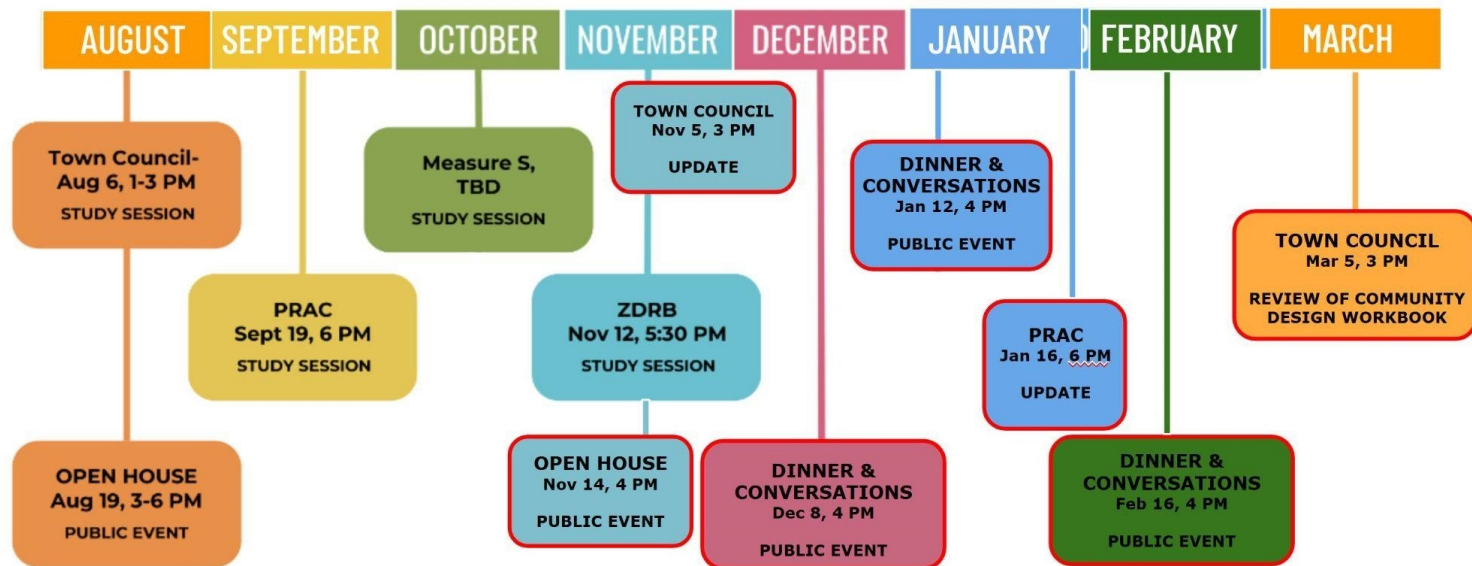 AUGUST
SEPTEMBER
OCTOBER
NOVEMBER
DECEMBER
JANUARY
FEBRUARY
MARCH
Town Council-
Aug 6, 1-3 PM
STUDY SESSION
OPEN HOUSE
Aug 19, 3-6 PM
PUBLIC EVENT
PRAC
Sept 19, 6 PM
STUDY SESSION
Measure S,
TBD
STUDY SESSION
TOWN COUNCIL
Nov 5, 3 PM
UPDATE
ZDRB
Nov 12, 5:30 PM
STUDY SESSION
OPEN HOUSE
Nov 14, 4 PM
PUBLIC EVENT
DINNER &
CONVERSATIONS
Dec 8, 4 PM
PUBLIC EVENT
DINNER &
CONVERSATIONS
Jan 12, 4 PM
PUBLIC EVENT
PRAC
Jan 16, 6 PM
UPDATE
DINNER &
CONVERSATIONS
Feb 16, 4 PM
PUBLIC EVENT
TOWN COUNCIL
Mar 5, 3 PM
REVIEW OF COMMUNITY
DESIGN WORKBOOK